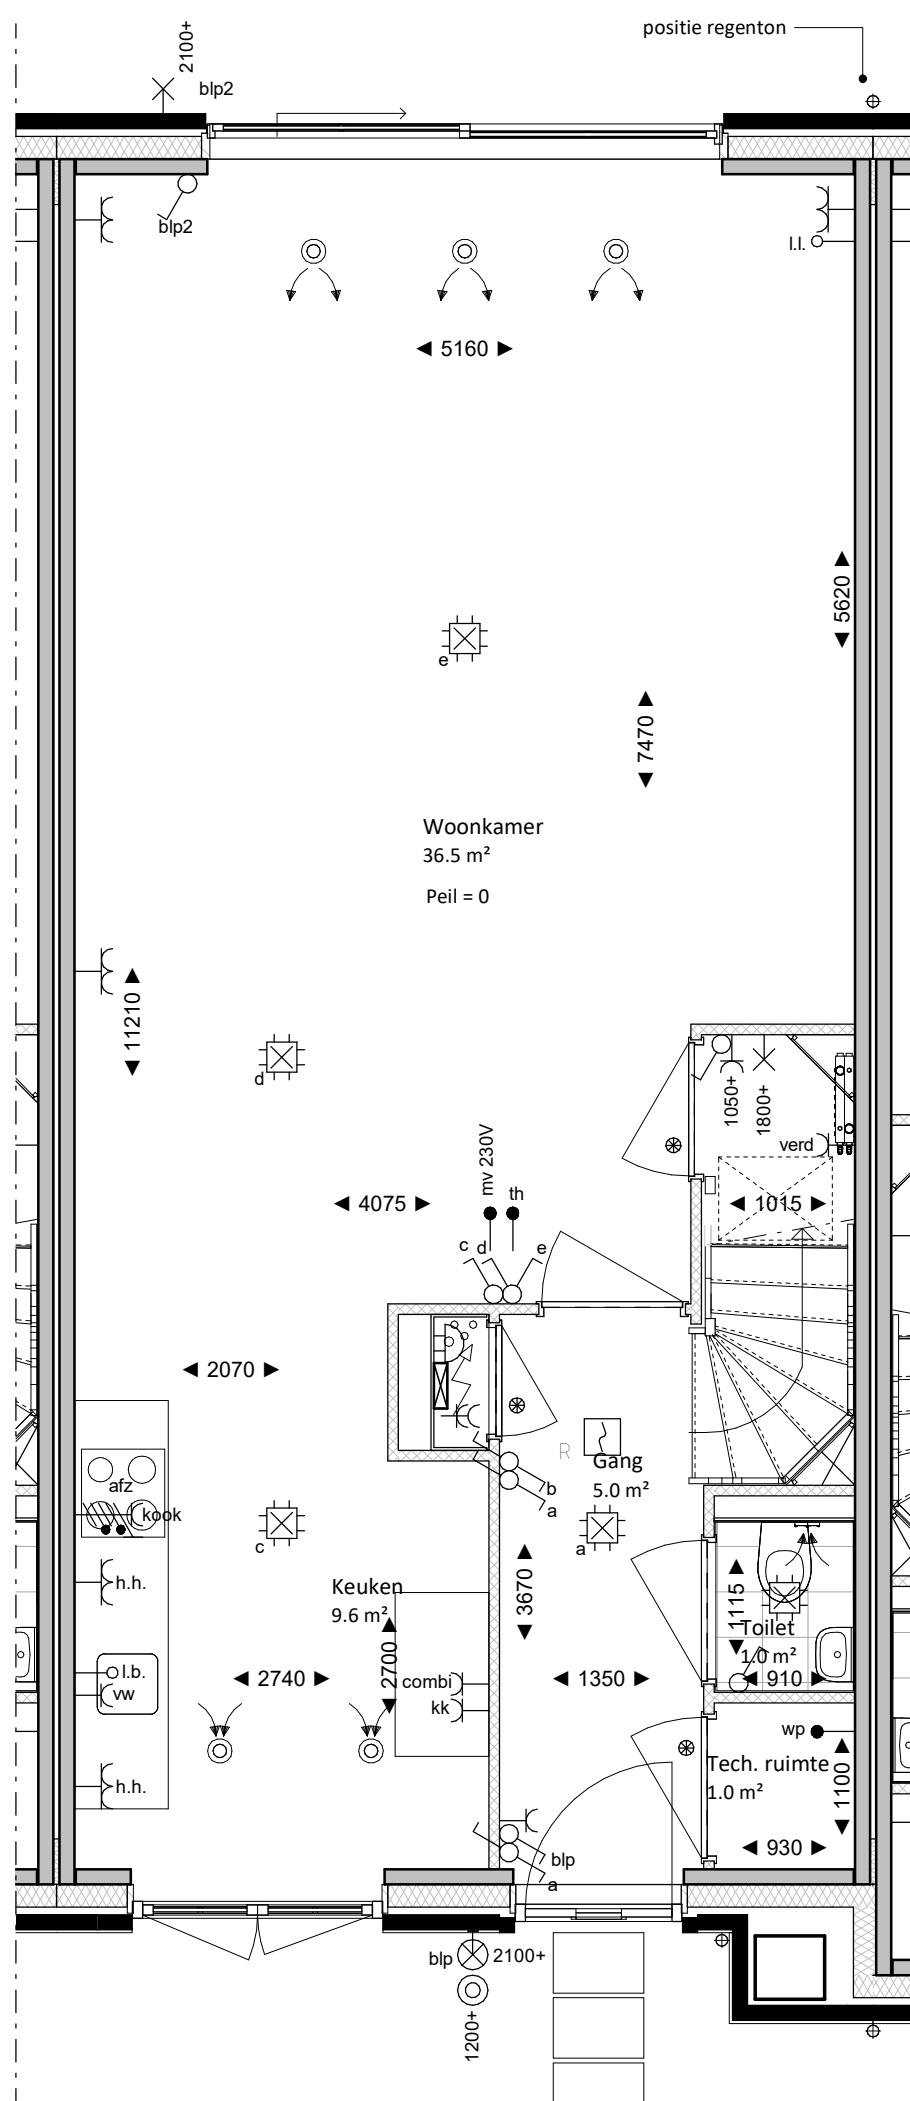 positie regenton
2100+
blp2
blp2
l.l.
5160
5620
e
7470
Woonkamer
36.5 m²
Peil = 0
11210
d
1050+
1800+
verd
mv 230V
th
4075
1015
c
d
e
2070
R
Gang
5.0 m²
afz
kook
b
a
c
a
h.h.
3670
1115
Keuken
9.6 m²
Toilet
1.0 m²
l.b.
vw
2740
2700
combi
kk
1350
910
wp
Tech. ruimte
1.0 m²
1100
h.h.
930
blp
a
blp
2100+
1200+